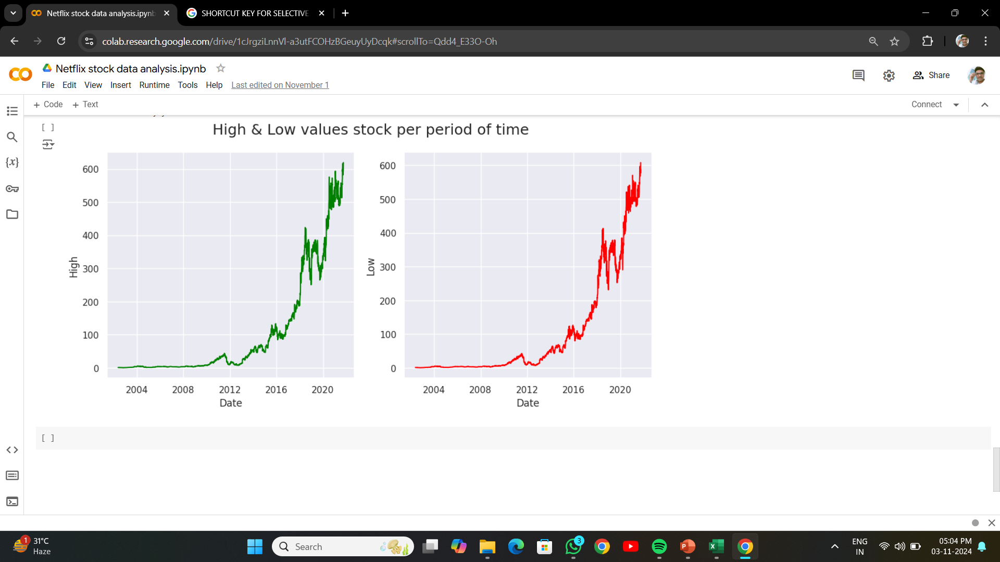 Netflix stock data analysis.ipynb
SHORTCUT KEY FOR SELECTIVE
colab.research.google.com/drive/1cJrgziLnnVl-a3utFCOHzBGeuyUyDcqk#scrollTo=Qdd4_E33O-Oh
CO
Netflix stock data analysis.ipynb
File Edit View Insert Runtime Tools Help Last edited on November 1
Share
+ Code + Text
Connect
[ ]
{x}
High & Low values stock per period of time
High
600
500
400
300
200
100
0
2004 2008 2012 2016 2020
Date
Low
600
500
400
300
200
100
0
2004 2008 2012 2016 2020
Date
[ ]
1
31°C
Haze
Search
3
P
X
ENG
IN
05:04 PM
03-11-2024